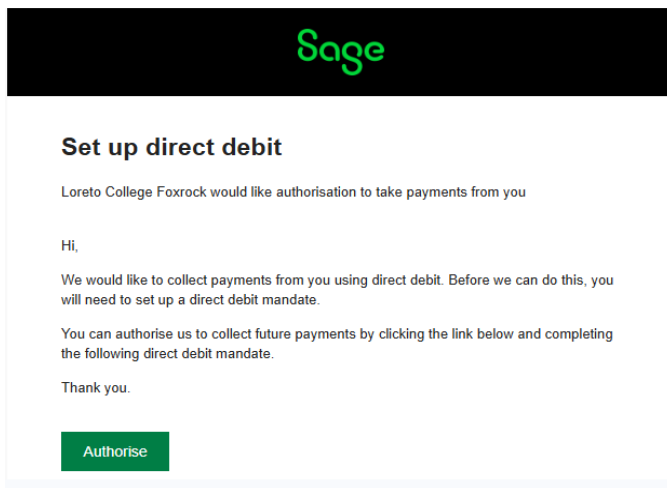 Sage
Set up direct debit
Loreto College Foxrock would like authorisation to take payments from you
Hi,
We would like to collect payments from you using direct debit. Before we can do this, you
will need to set up a direct debit mandate.
You can authorise us to collect future payments by clicking the link below and completing
the following direct debit mandate.
Thank you.
Authorise